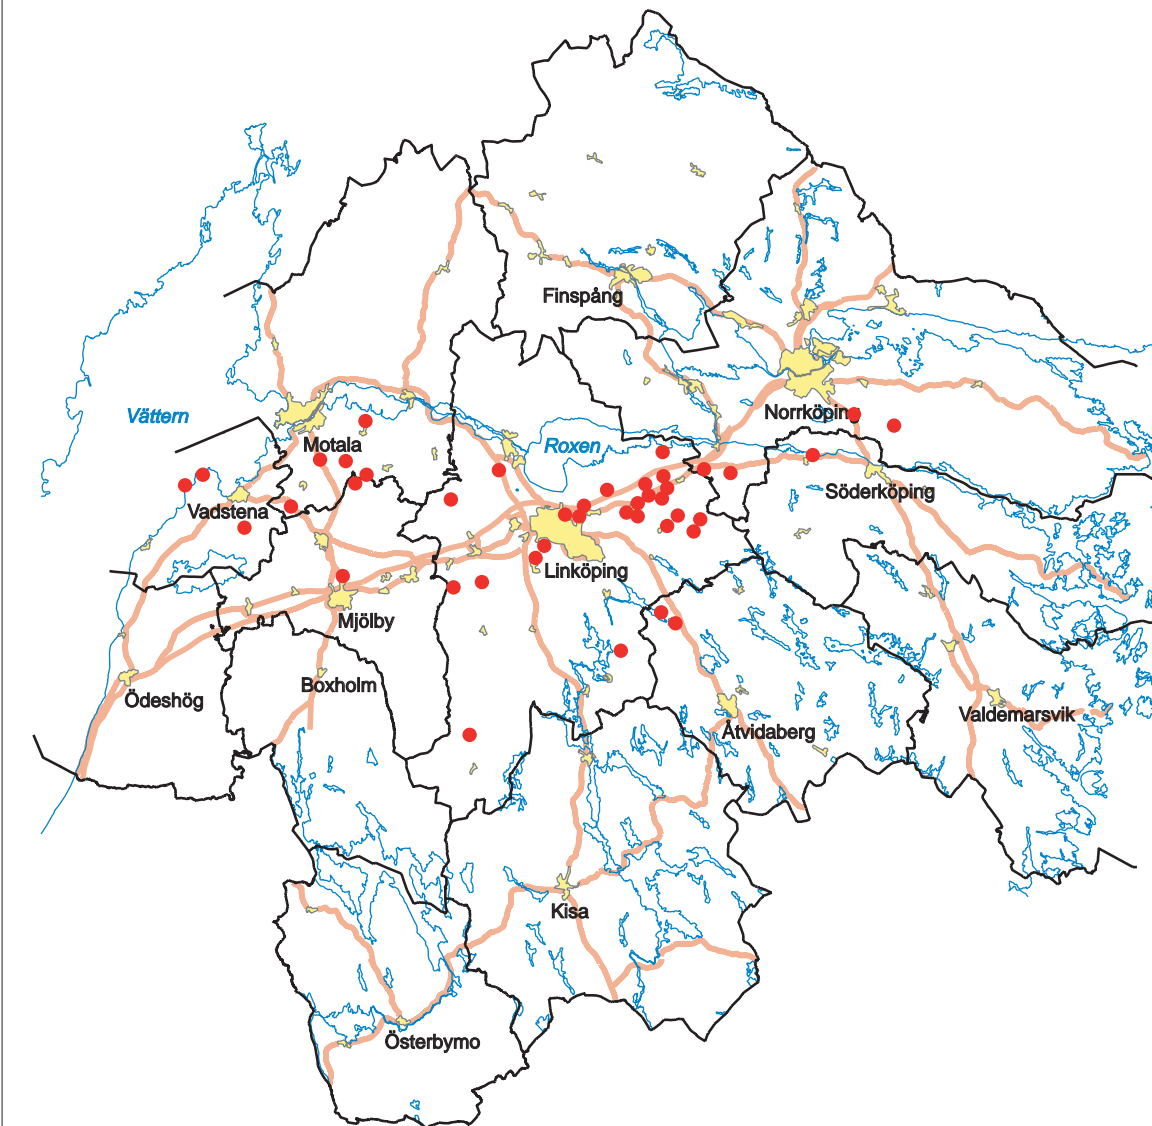 Finspång
Vättern
Norrköping
Motala
Roxen
Söderköping
Vadstena
Linköping
Mjölby
Boxholm
Ödeshög
Valdemarsvik
Åtvidaberg
Kisa
Österbymo